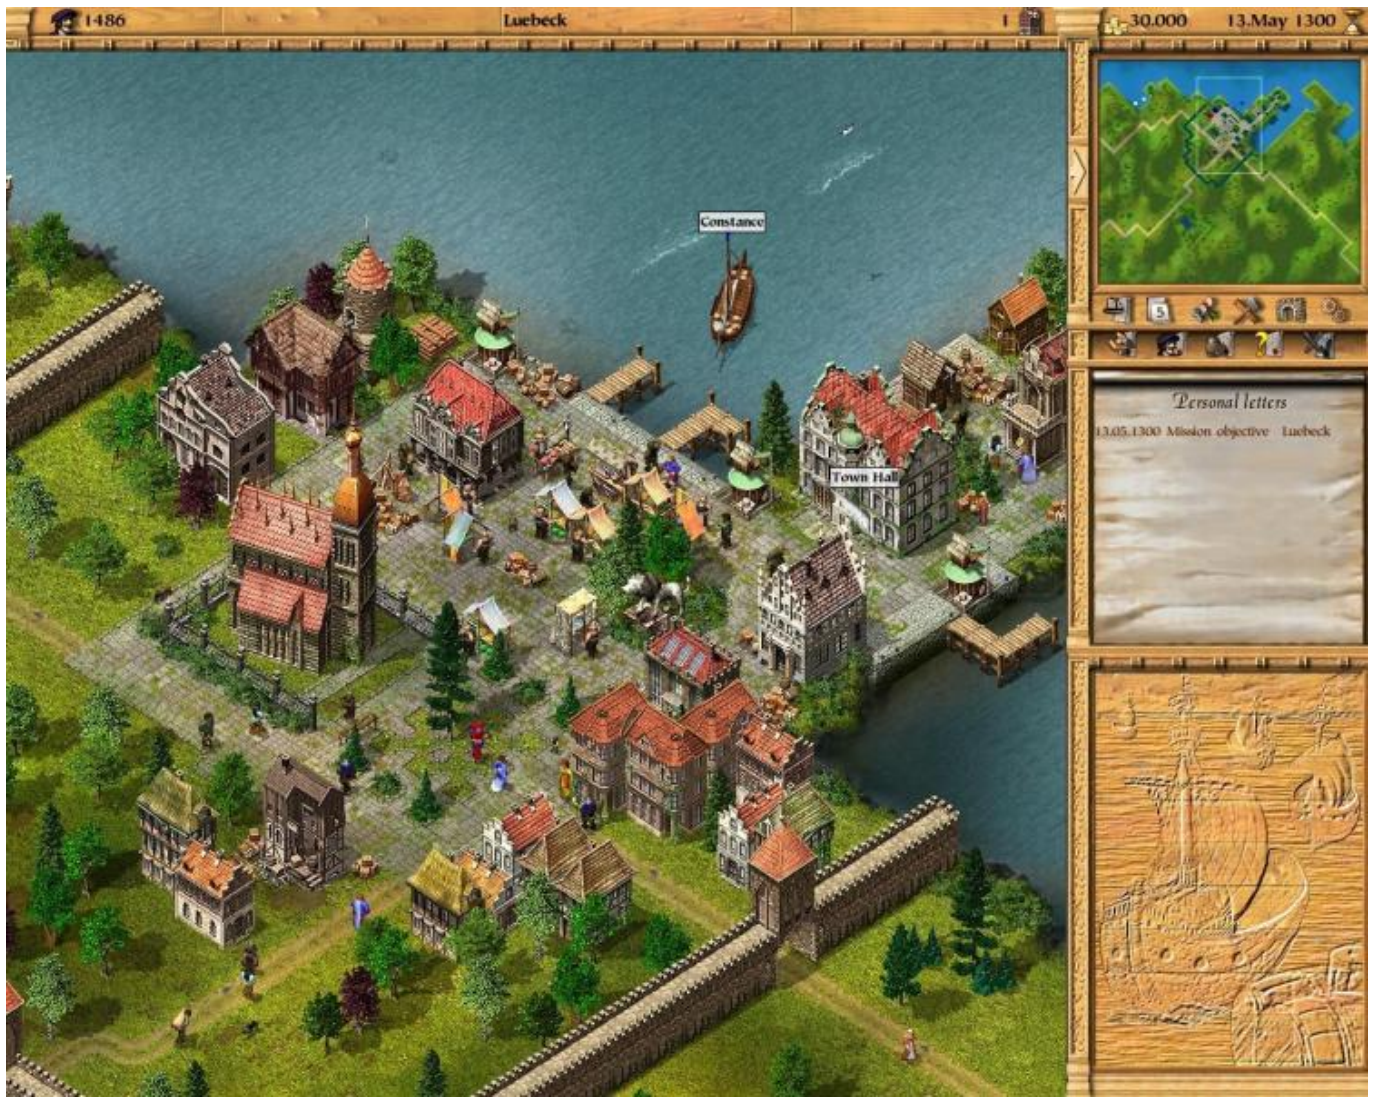 1486 Luebeck 1 30.000 13.May 1300
Constance
5
Personal letters
13.05.1300 Mission objective Luebeck
Town Hall